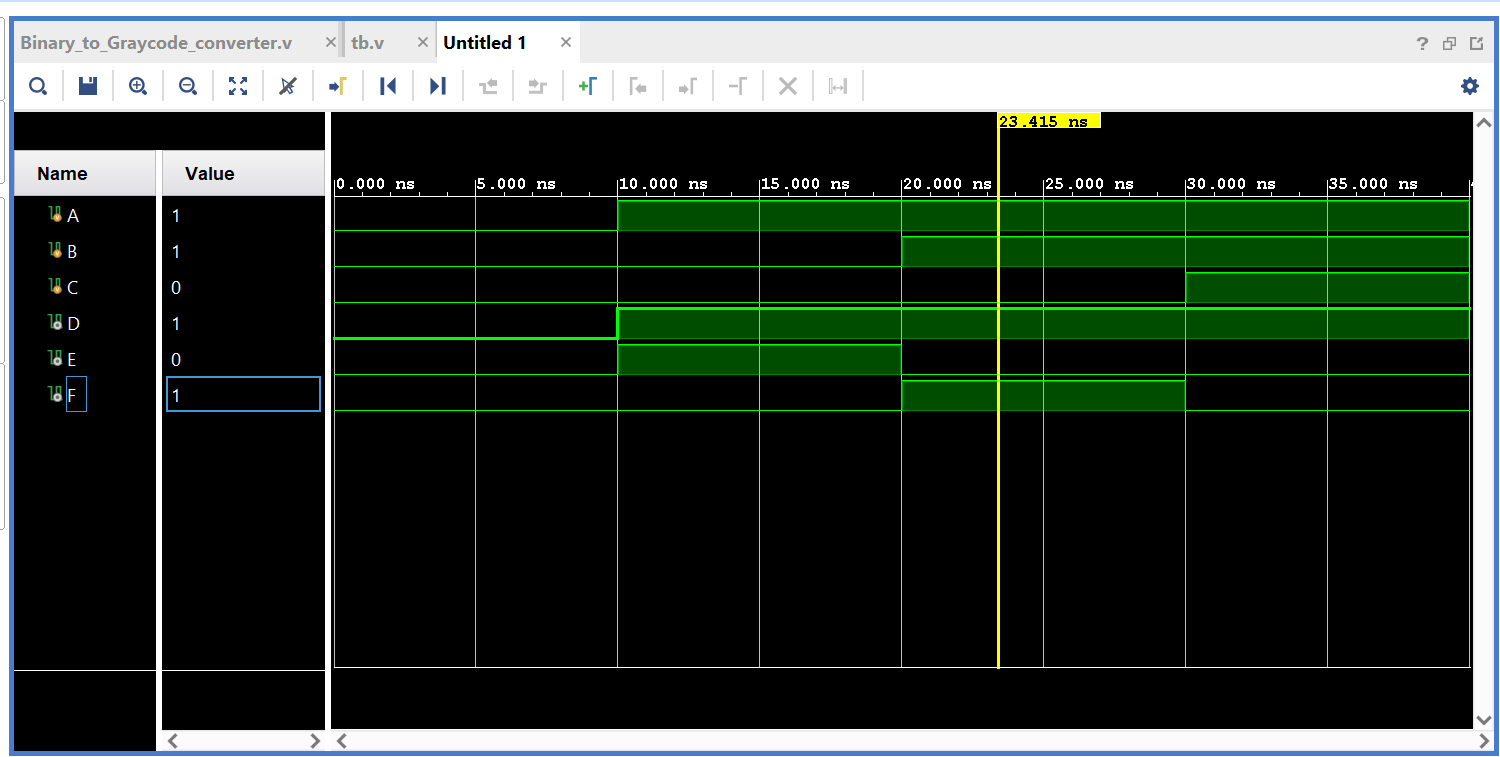 Binary_to_Graycode_converter.v × tb.v × Untitled 1 ×
?
23.415 ns
Name Value
0.000 ns 5.000 ns 10.000 ns 15.000 ns 20.000 ns 25.000 ns 30.000 ns 35.000 ns
A 1
B 1
C 0
D 1
E 0
F 1